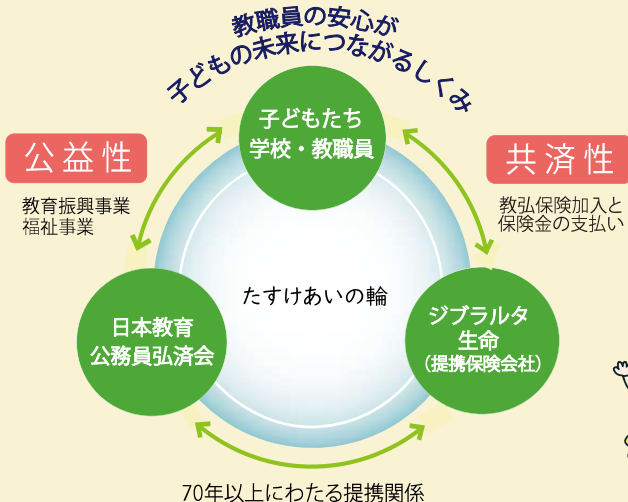 教職員の安心が
子どもの未来につながるしくみ
子どもたち
学校・教職員
公益性
教育振興事業
福祉事業
共済性
教弘保険加入と
保険金の支払い
たすけあいの輪
日本教育
公務員弘済会
ジブラルタ
生命
（提携保険会社）
70年以上にわたる提携関係